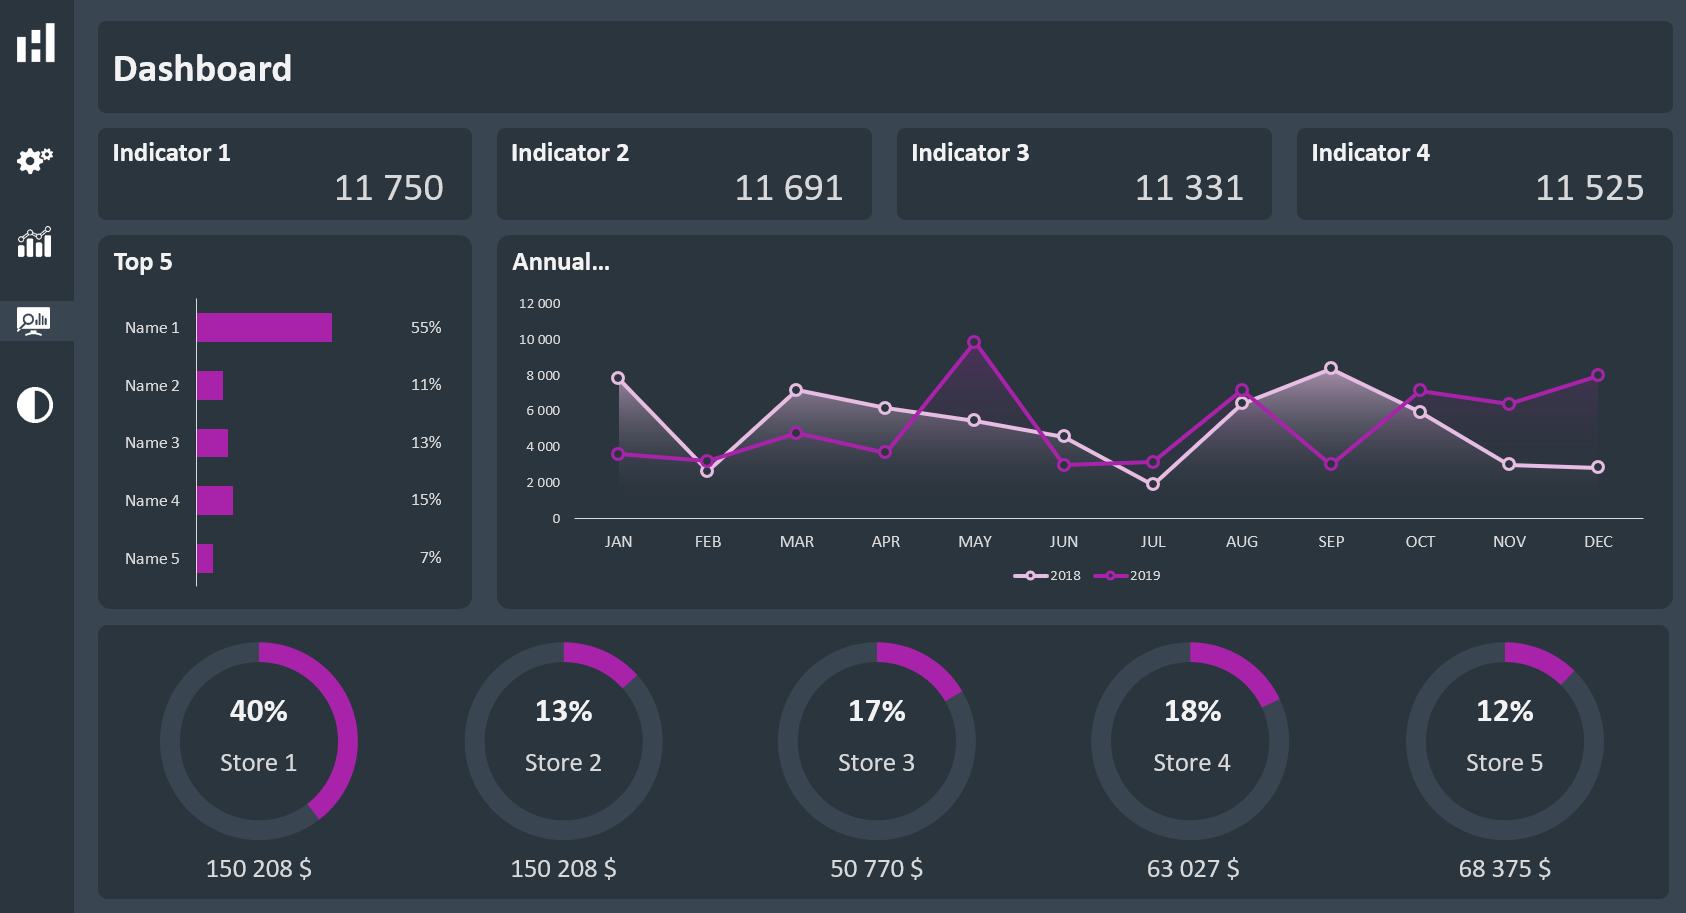 Dashboard
Indicator 1
11 750
Indicator 2
11 691
Indicator 3
11 331
Indicator 4
11 525
Top 5
Name 1 55%
Name 2 11%
Name 3 13%
Name 4 15%
Name 5 7%
Annual...
12 000
10 000
8 000
6 000
4 000
2 000
0
JAN FEB MAR APR MAY JUN JUL AUG SEP OCT NOV DEC
2018 2019
40%
Store 1
150 208 $
13%
Store 2
150 208 $
17%
Store 3
50 770 $
18%
Store 4
63 027 $
12%
Store 5
68 375 $